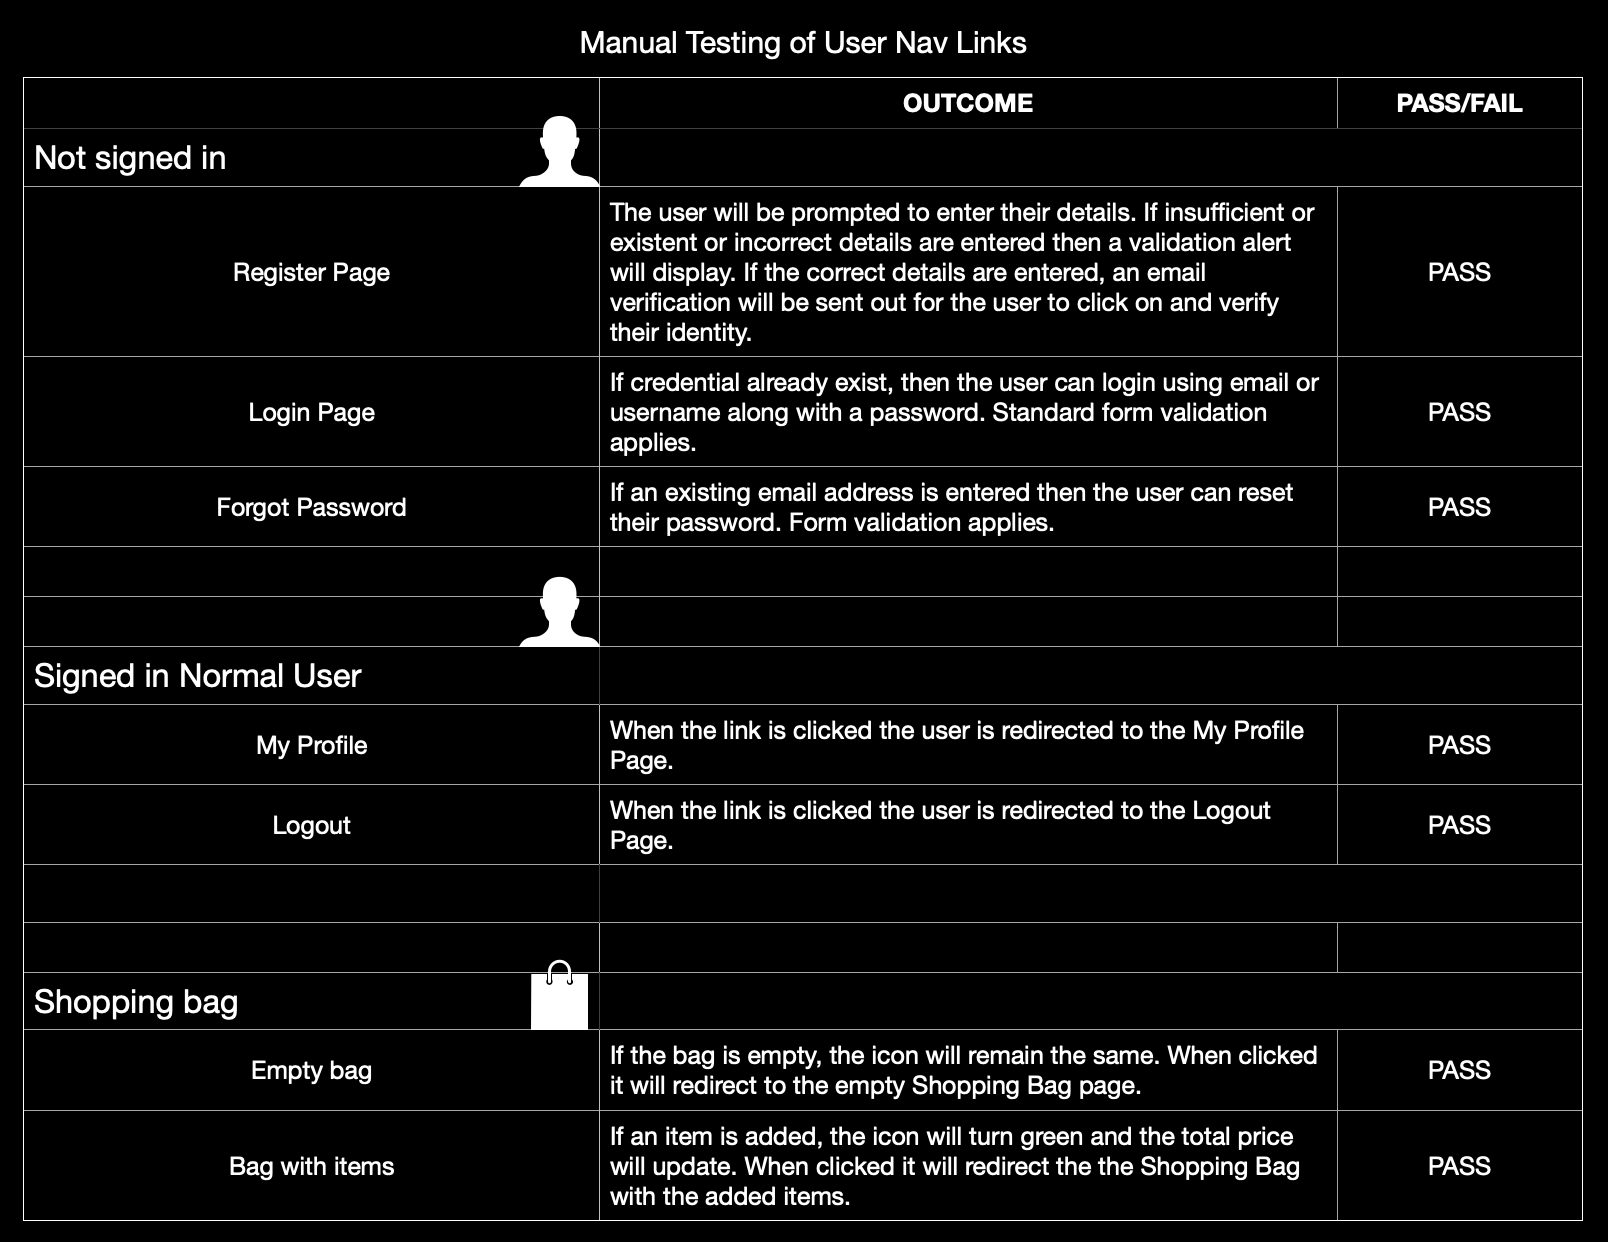 Manual Testing of User Nav Links
OUTCOME
PASS/FAIL
Not signed in
Register Page
The user will be prompted to enter their details. If insufficient or
existent or incorrect details are entered then a validation alert
will display. If the correct details are entered, an email
verification will be sent out for the user to click on and verify
their identity.
PASS
Login Page
If credential already exist, then the user can login using email or
username along with a password. Standard form validation
applies.
PASS
Forgot Password
If an existing email address is entered then the user can reset
their password. Form validation applies.
PASS
Signed in Normal User
My Profile
When the link is clicked the user is redirected to the My Profile
Page.
PASS
Logout
When the link is clicked the user is redirected to the Logout
Page.
PASS
Shopping bag
Empty bag
If the bag is empty, the icon will remain the same. When clicked
it will redirect to the empty Shopping Bag page.
PASS
Bag with items
If an item is added, the icon will turn green and the total price
will update. When clicked it will redirect the the Shopping Bag
with the added items.
PASS